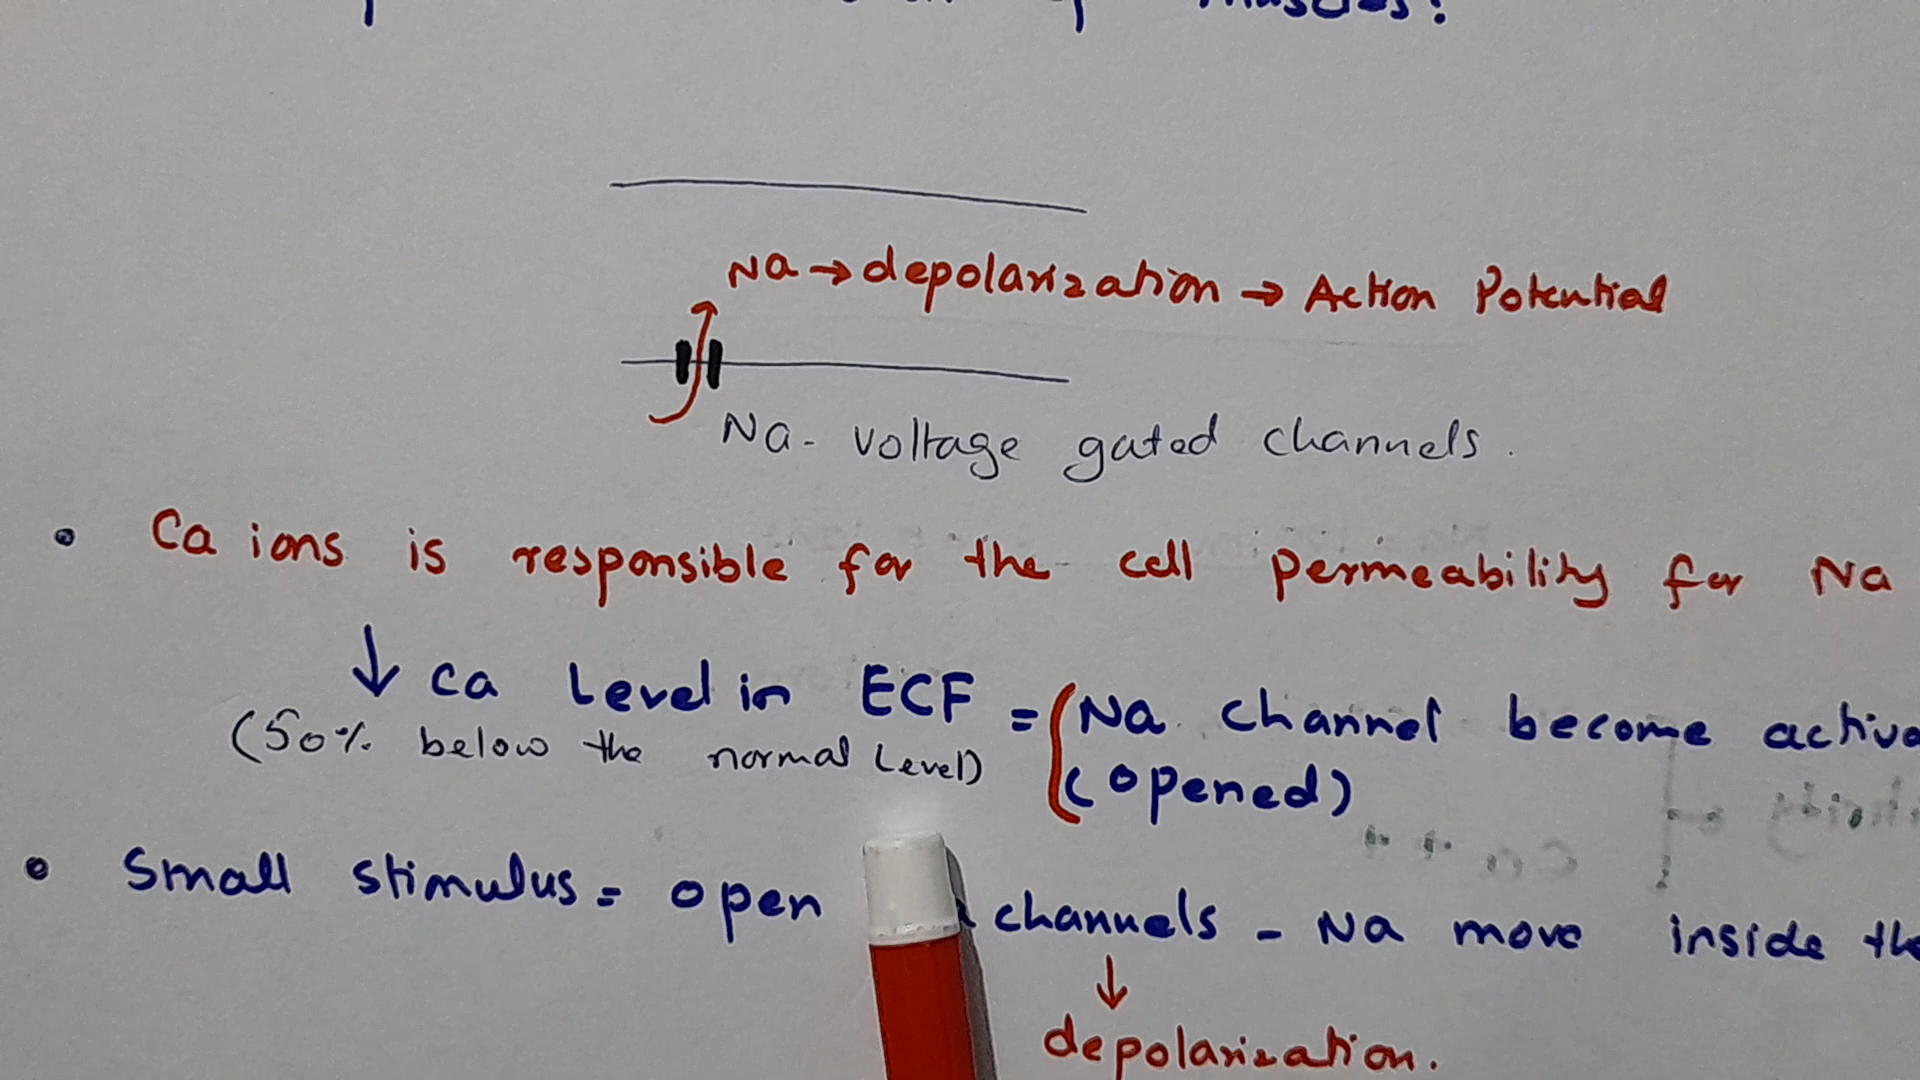 muscles?
Na → depolarization → Action Potential
Na- voltage gated channels.
• Ca ions is responsible for the cell permeability for Na
↓ Ca Level in ECF = (Na channel become activa
(50% below the normal Level)
(opened)
• Small stimulus = open channels - Na move inside the
↓
depolarization.